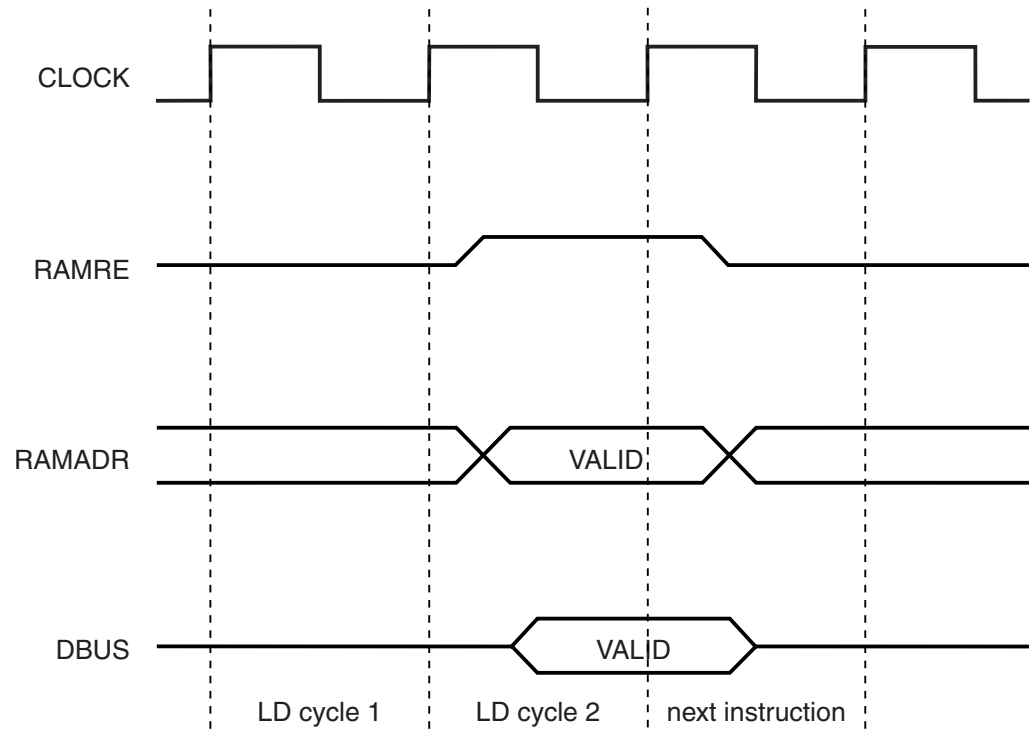 CLOCK
RAMRE
RAMADR
VALID
DBUS
VALID
LD cycle 1
LD cycle 2
next instruction